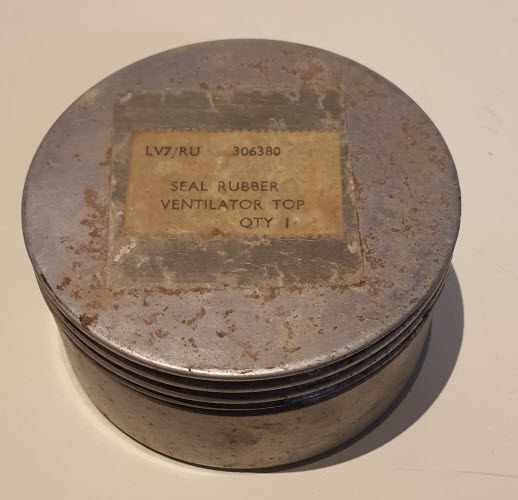 LV7/RU 306380
SEAL RUBBER
VENTILATOR TOP
QTY 1